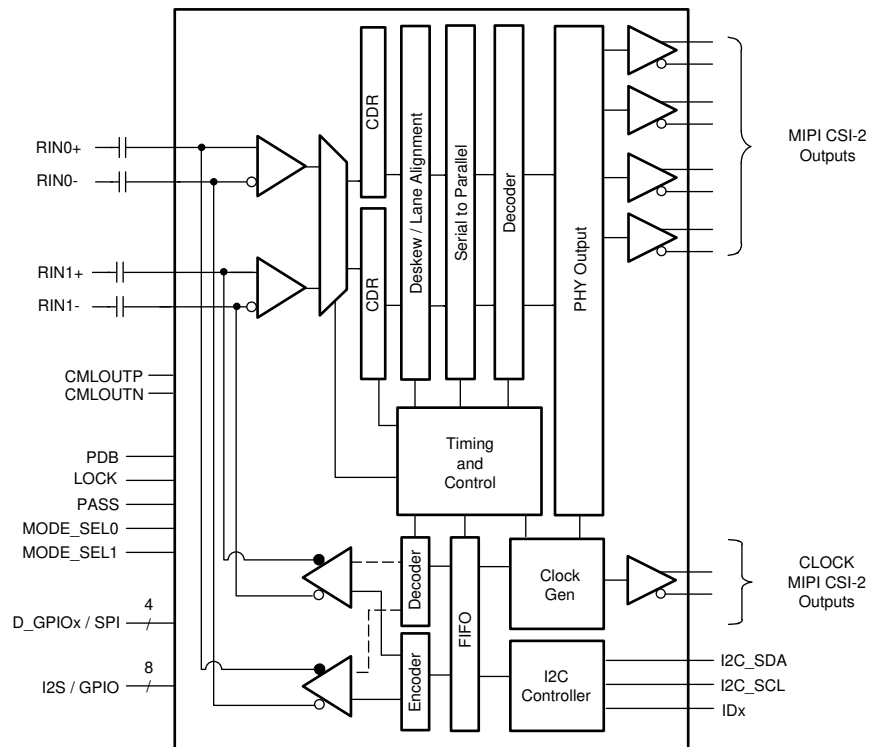 RIN0+
RIN0-
RIN1+
RIN1-
CMLOUTP
CMLOUTN
PDB
LOCK
PASS
MODE_SEL0
MODE_SEL1
D_GPIOx / SPI
4
I2S / GPIO
8
CDR
CDR
Deskew / Lane Alignment
Serial to Parallel
Decoder
PHY Output
Timing
and
Control
Decoder
Encoder
FIFO
Clock
Gen
I2C
Controller
MIPI CSI-2
Outputs
CLOCK
MIPI CSI-2
Outputs
I2C_SDA
I2C_SCL
IDx